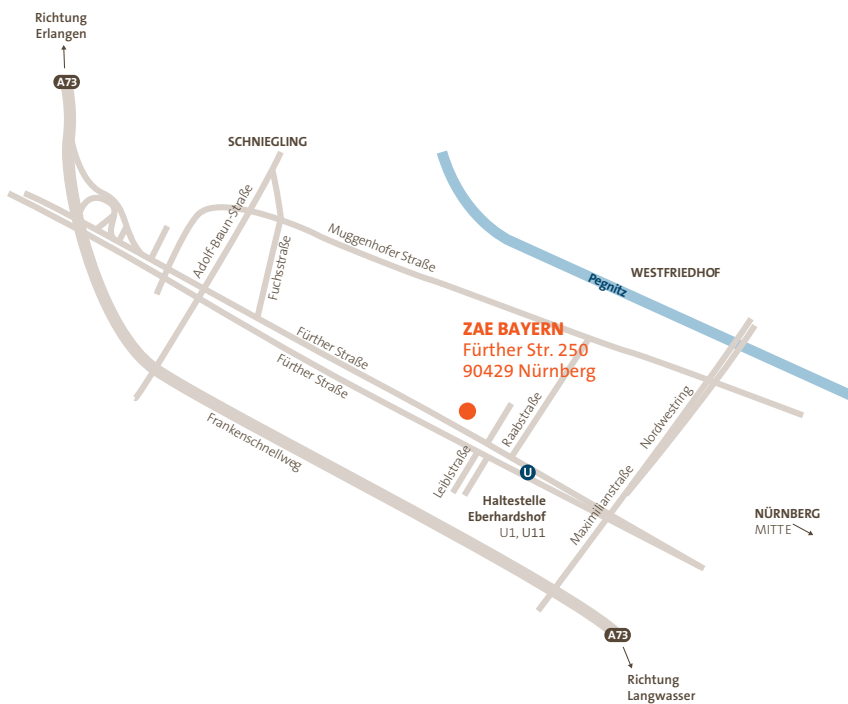 Richtung
Erlangen
A73
SCHNIEGLING
Adolf-Braun-Straße
Fuchsstraße
Muggenhofer Straße
WESTFRIEDHOF
Pegnitz
ZAE BAYERN
Fürther Str. 250
90429 Nürnberg
Fürther Straße
Fürther Straße
Raabstraße
Nordwestring
Frankenschnellweg
Leiblstraße
U
Haltestelle
Eberhardshof
U1, U11
Maximilianstraße
NÜRNBERG
MITTE
A73
Richtung
Langwasser